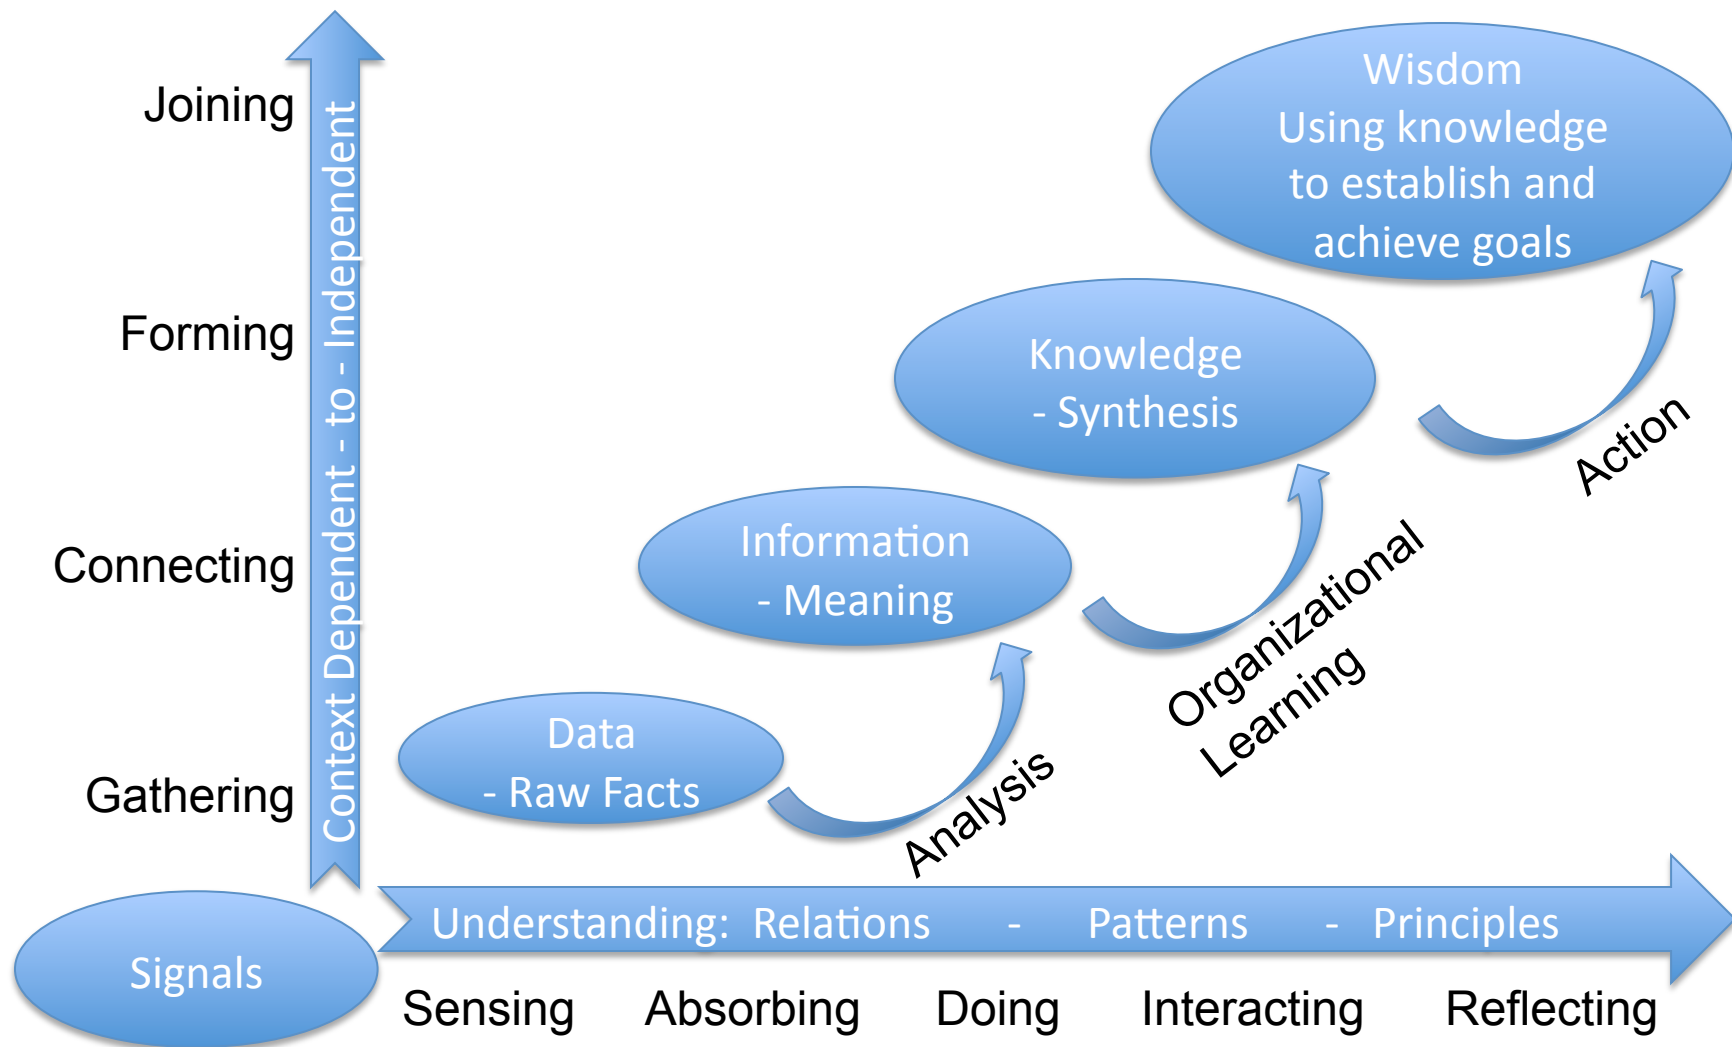 Joining
Forming
Connecting
Gathering
Context Dependent - to - Independent
Wisdom
Using knowledge
to establish and
achieve goals
Knowledge
- Synthesis
Action
Information
- Meaning
Organizational
Learning
Data
- Raw Facts
Analysis
Signals
Understanding: Relations - Patterns - Principles
Sensing Absorbing Doing Interacting Reflecting